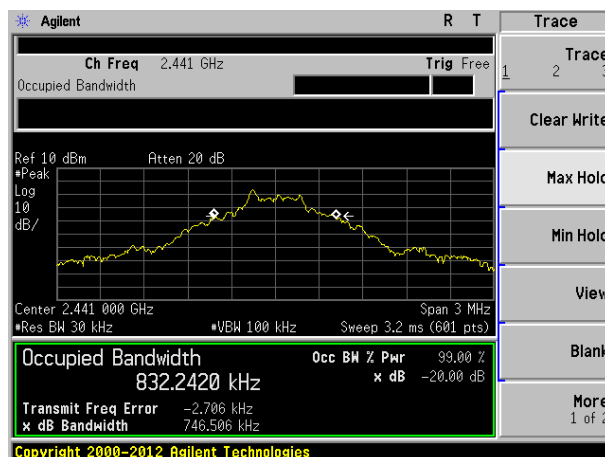 Agilent R T Trace
Ch Freq 2.441 GHz Trig Free
Occupied Bandwidth
Trace
1 2 3
Clear Write
Max Hold
Min Hold
View
Blank
More
1 of 2
Ref 10 dBm Atten 20 dB
#Peak
Log
10
dB/
Center 2.441 000 GHz Span 3 MHz
#Res BW 30 kHz #VBW 100 kHz Sweep 3.2 ms (601 pts)
Occupied Bandwidth Occ BW % Pwr 99.00 %
832.2420 kHz x dB -20.00 dB
Transmit Freq Error -2.706 kHz
x dB Bandwidth 746.506 kHz
Copyright 2000-2012 Agilent Technologies